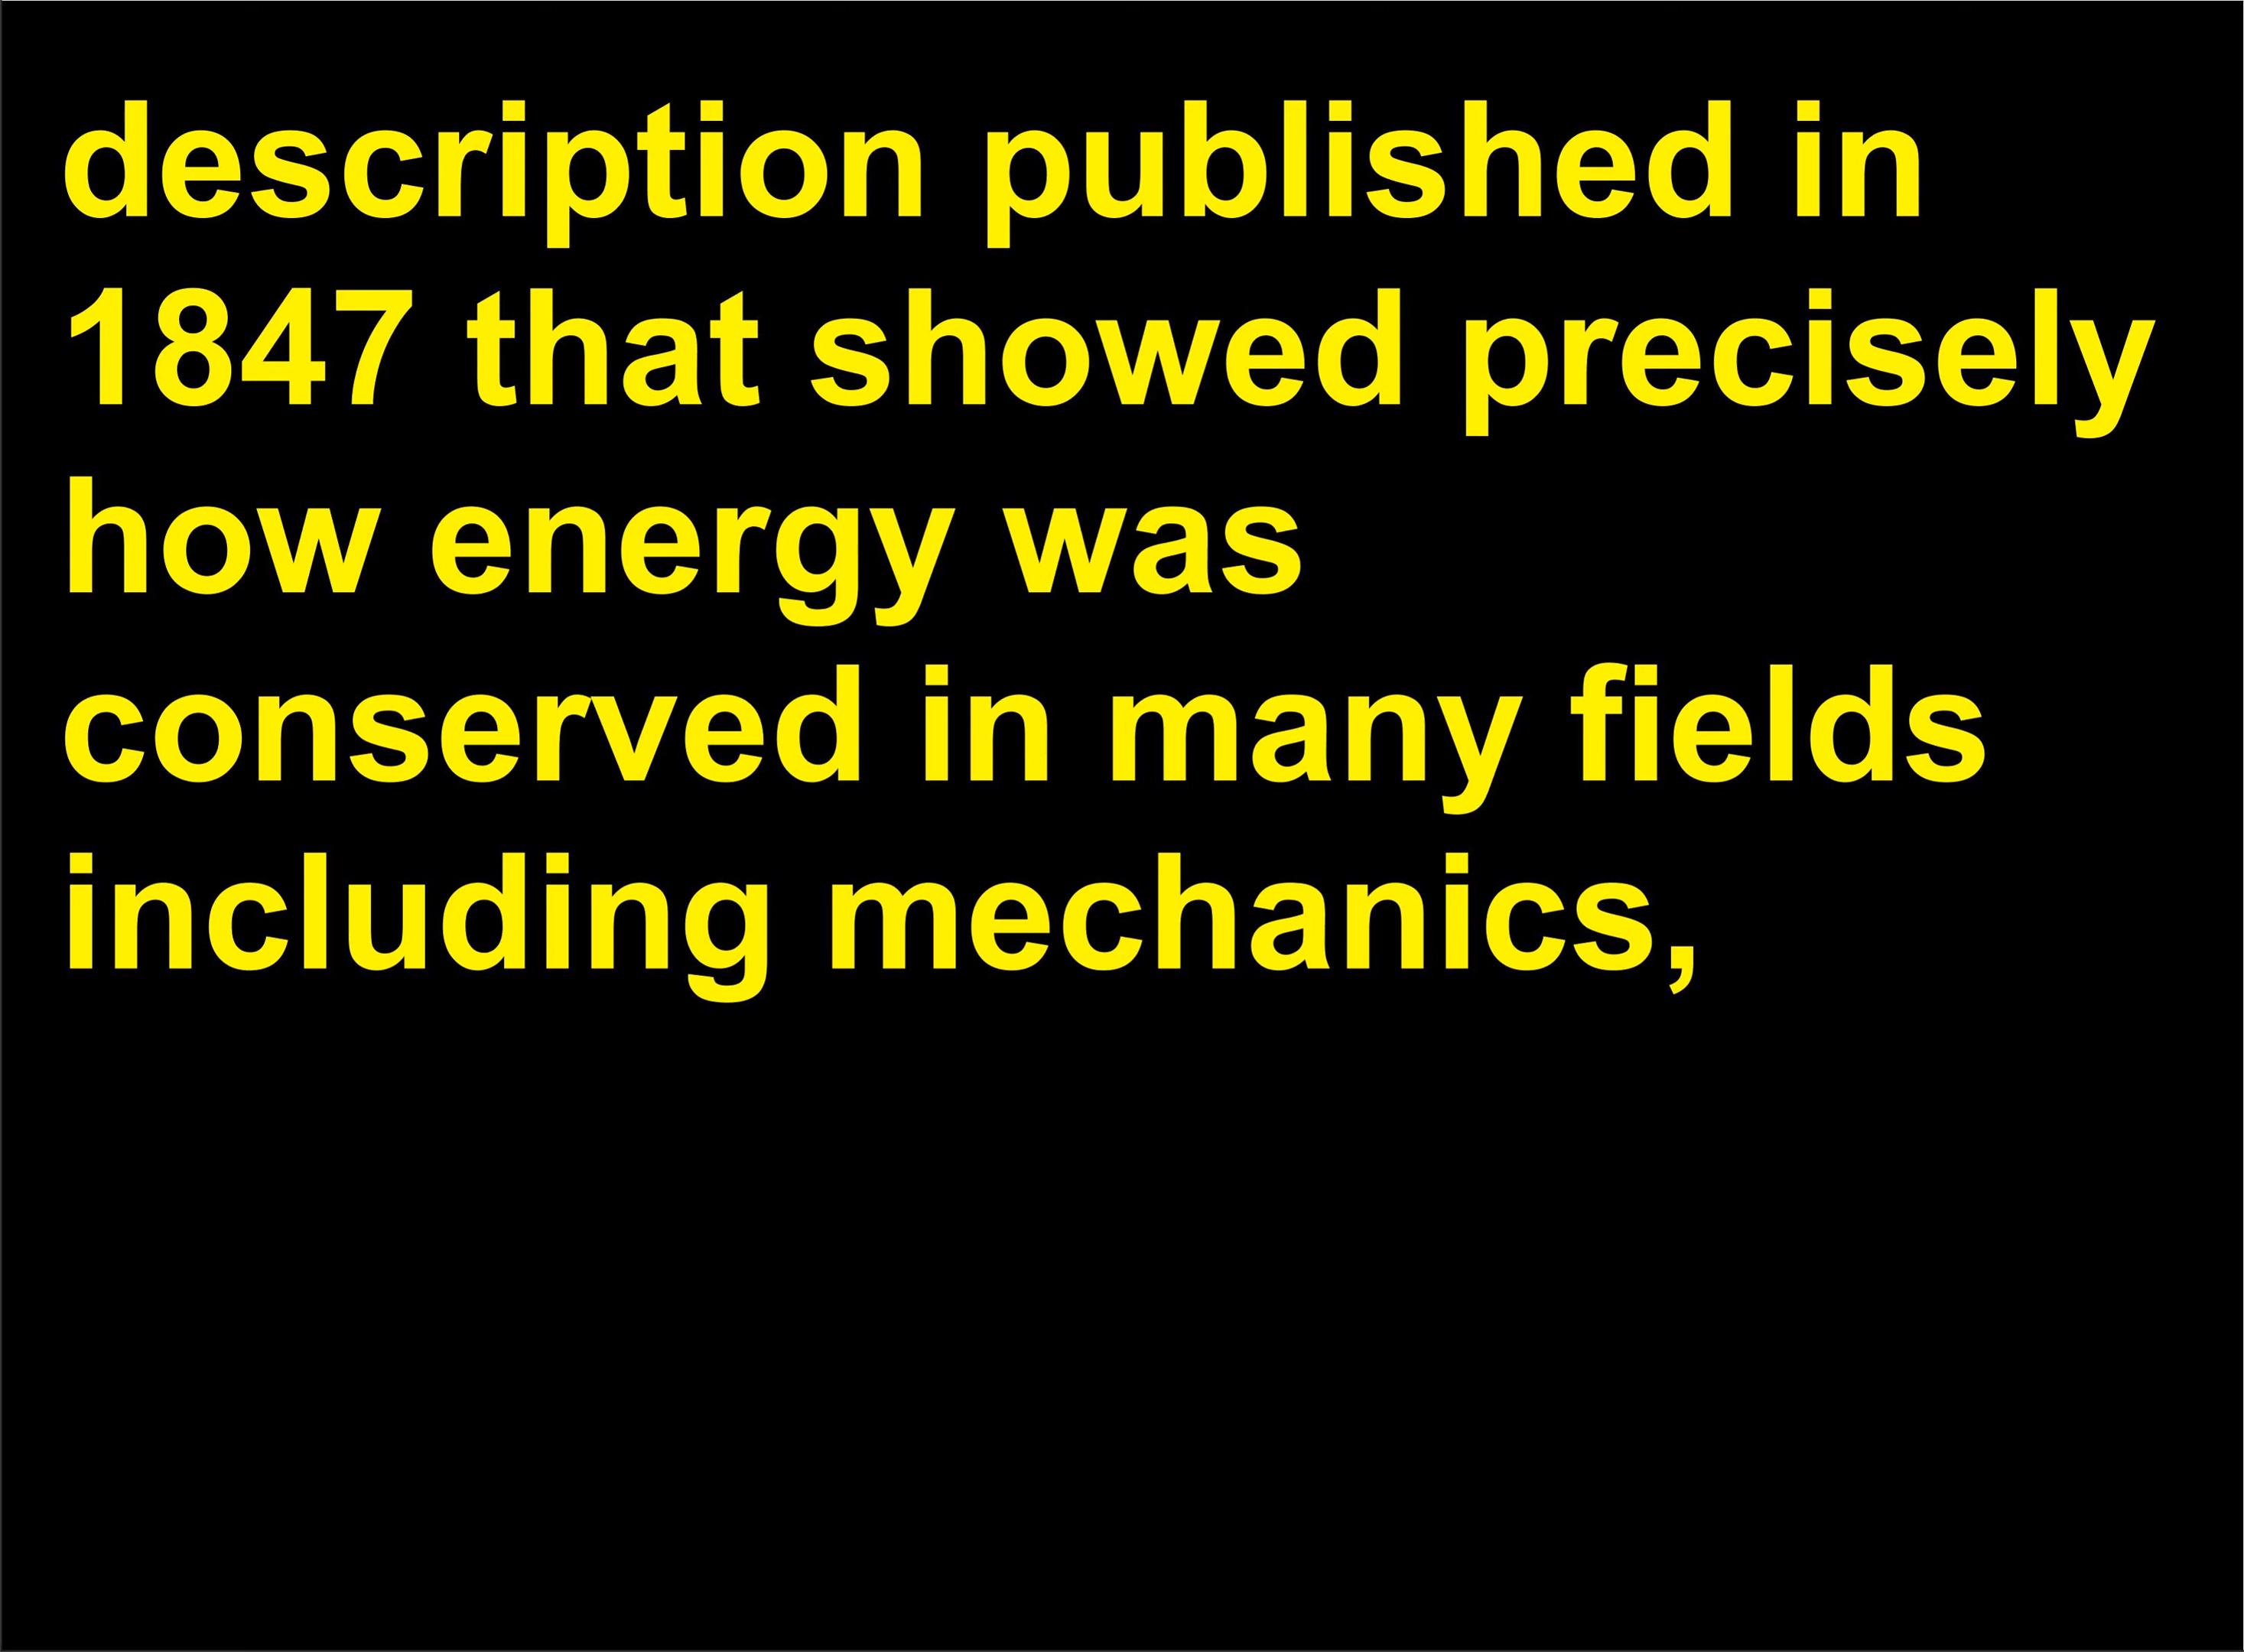 description published in
1847 that showed precisely
how energy was
conserved in many fields
including mechanics,